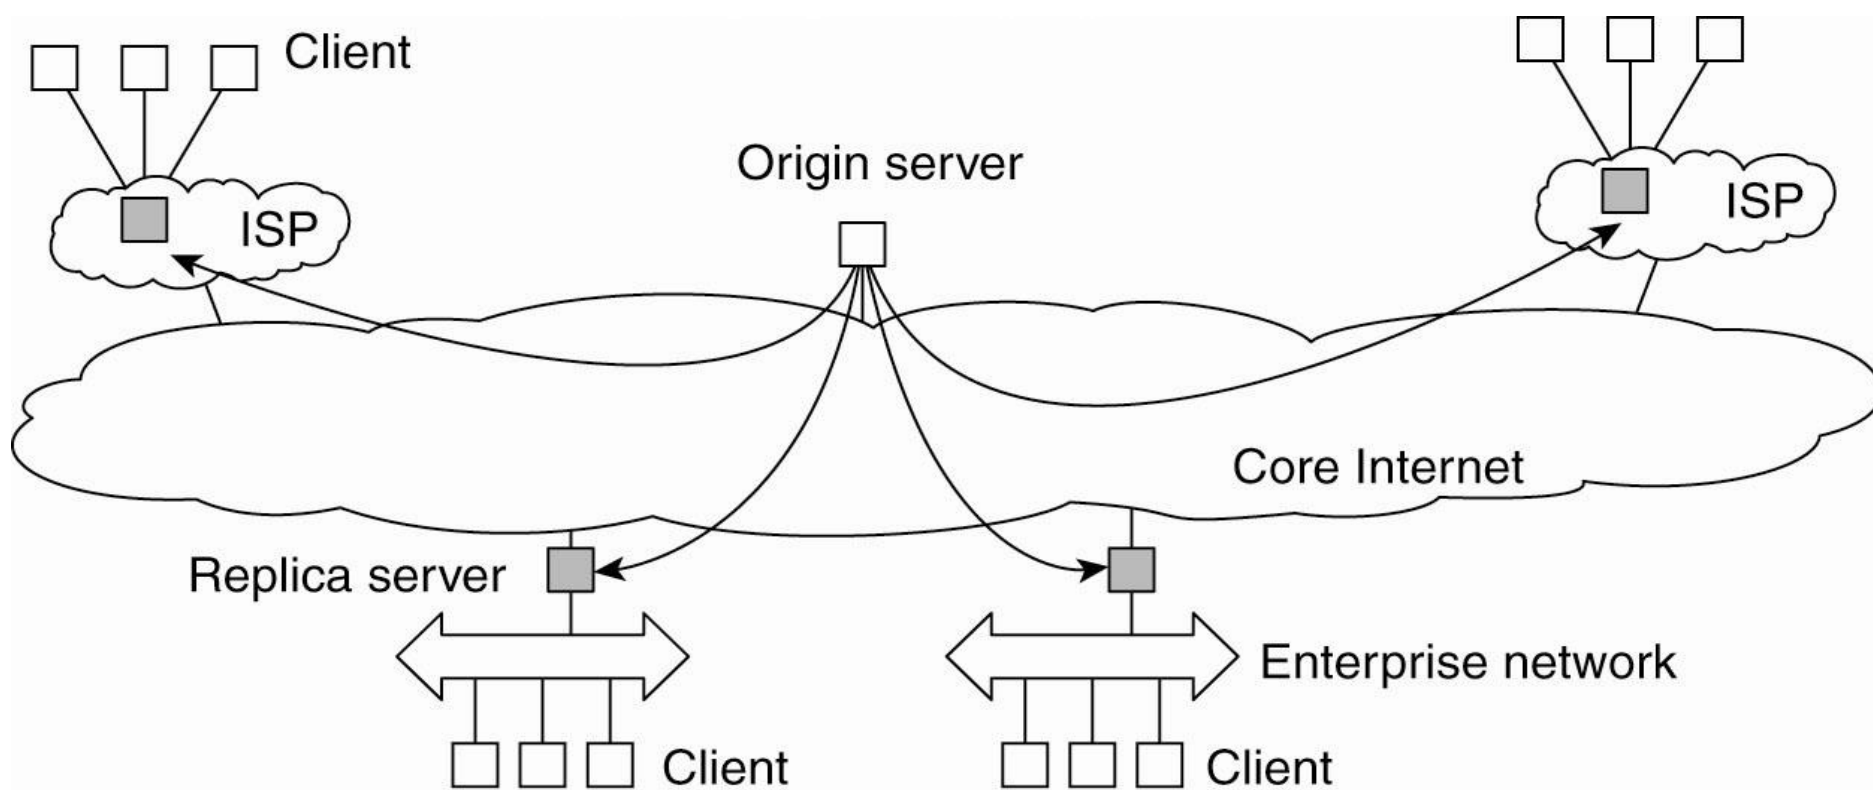 Client
Origin server
ISP
ISP
Core Internet
Replica server
Enterprise network
Client
Client